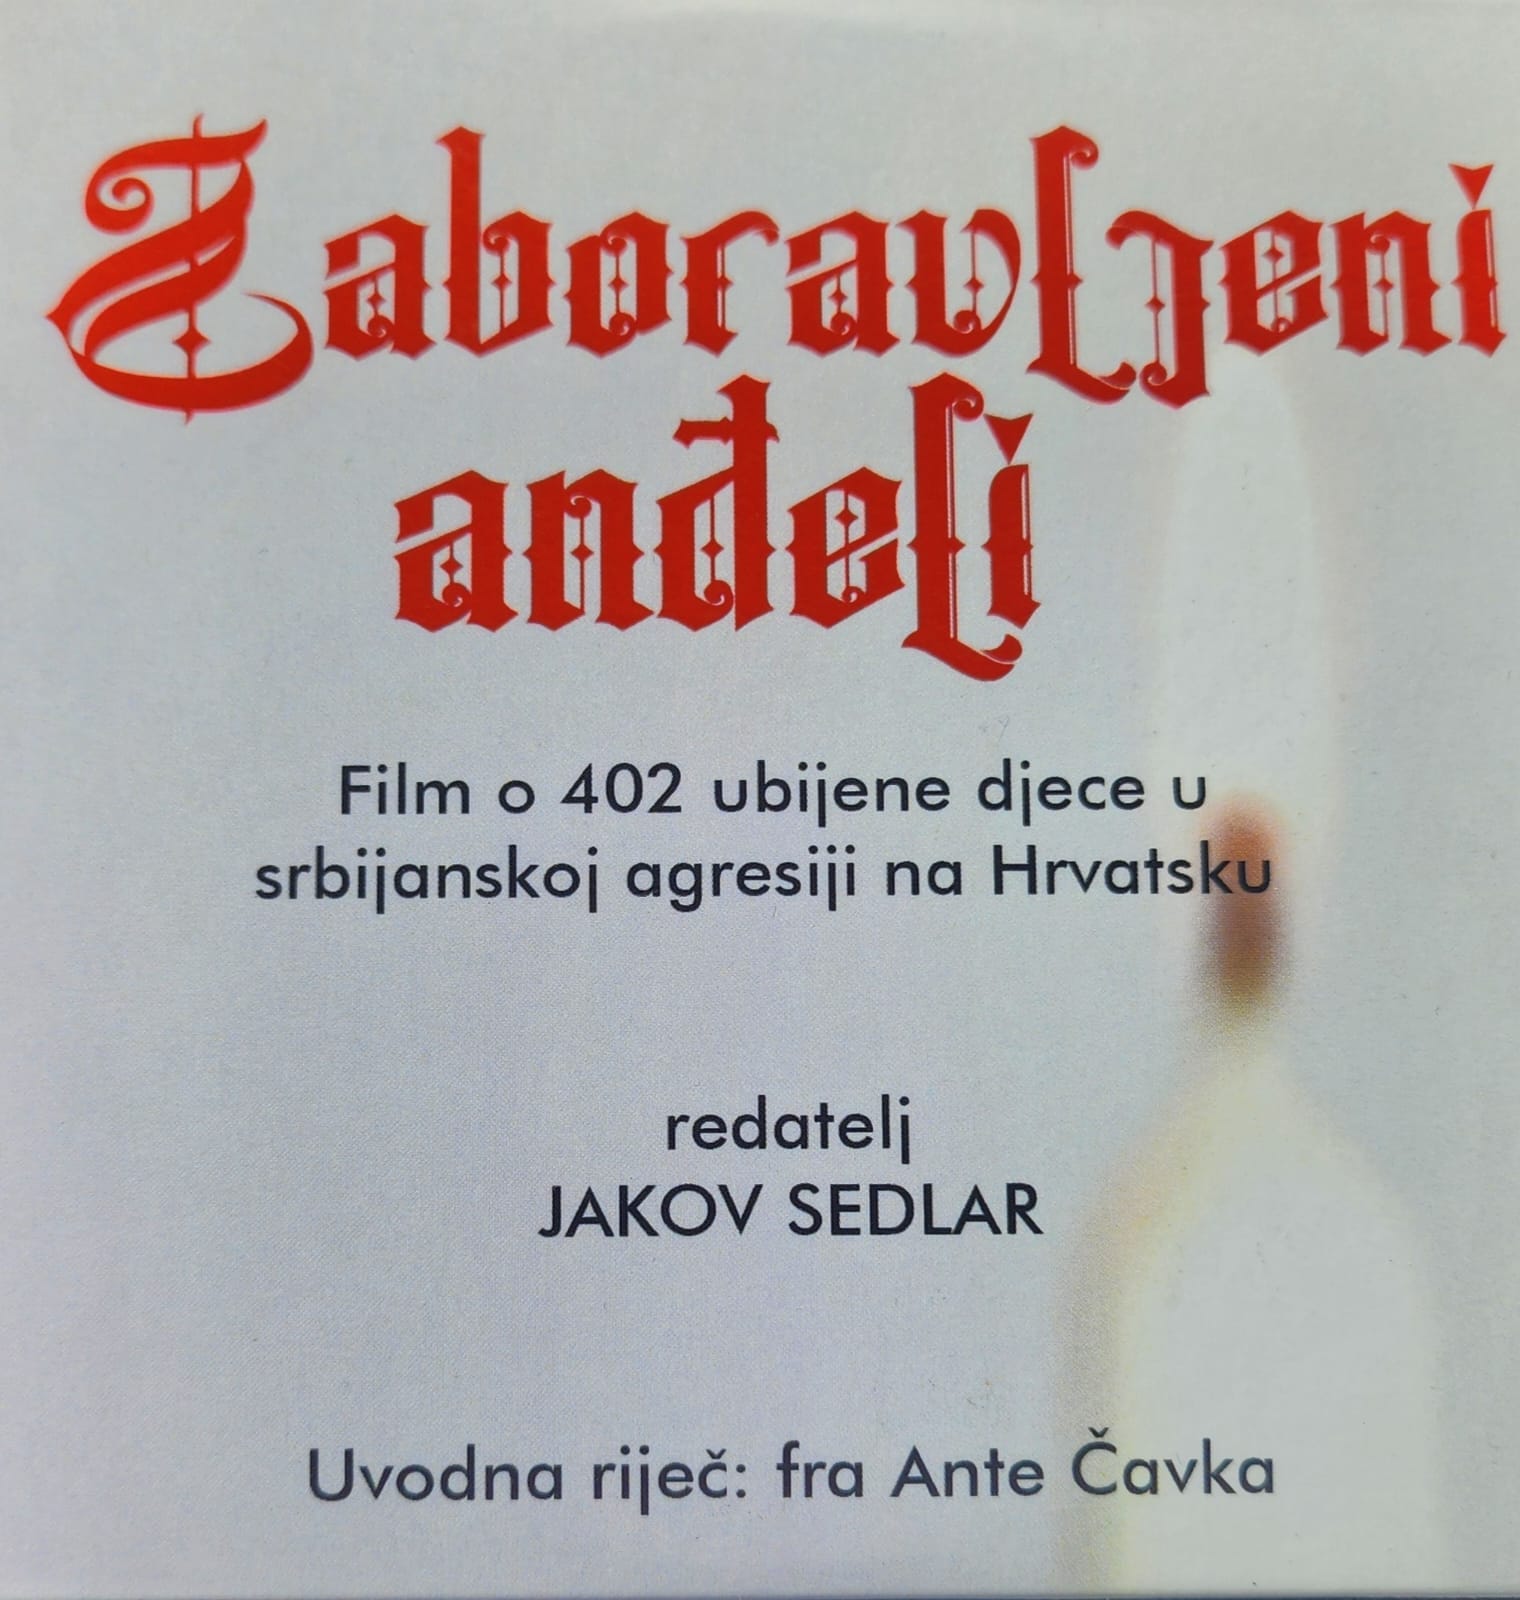 Zaboravljeni
anđeli
Film o 402 ubijene djece u
srbijanskoj agresiji na Hrvatsku
redatelj
JAKOV SEDLAR
Uvodna riječ: fra Ante Čavka